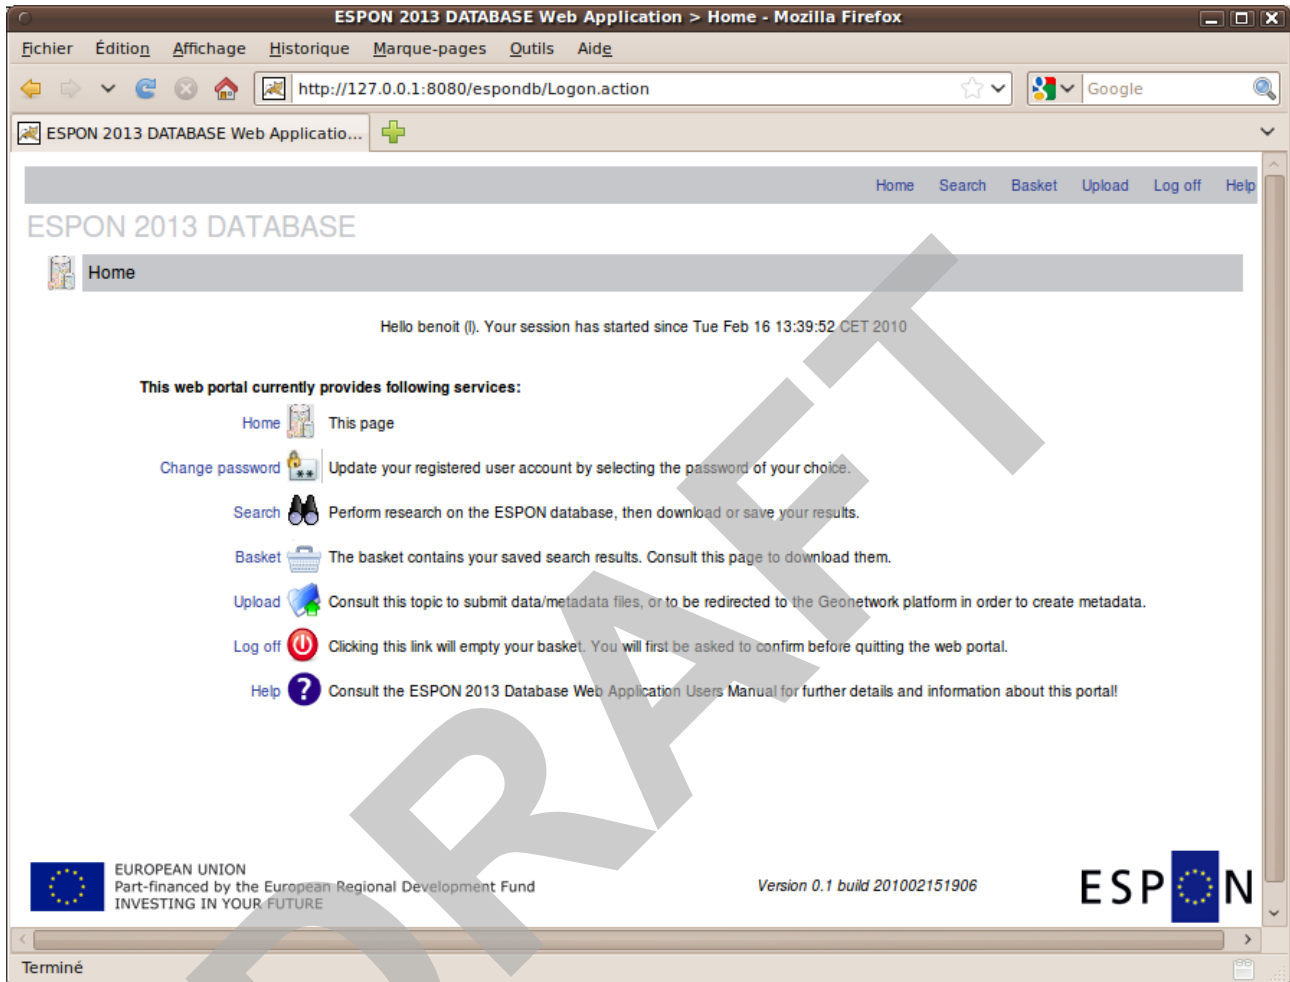 ESPON 2013 DATABASE Web Application > Home - Mozilla Firefox
Fichier Édition Affichage Historique Marque-pages Outils Aide
http://127.0.0.1:8080/espondb/Logon.action Google
ESPON 2013 DATABASE Web Applicatio...
Home Search Basket Upload Log off Help
ESPON 2013 DATABASE
Home
Hello benoit (I). Your session has started since Tue Feb 16 13:39:52 CET 2010
This web portal currently provides following services:
Home This page
Change password Update your registered user account by selecting the password of your choice.
Search Perform research on the ESPON database, then download or save your results.
Basket The basket contains your saved search results. Consult this page to download them.
Upload Consult this topic to submit data/metadata files, or to be redirected to the Geonetwork platform in order to create metadata.
Log off Clicking this link will empty your basket. You will first be asked to confirm before quitting the web portal.
Help Consult the ESPON 2013 Database Web Application Users Manual for further details and information about this portal!
DRAFT
EUROPEAN UNION
Part-financed by the European Regional Development Fund
INVESTING IN YOUR FUTURE
Version 0.1 build 201002151906
ESPON
Terminé